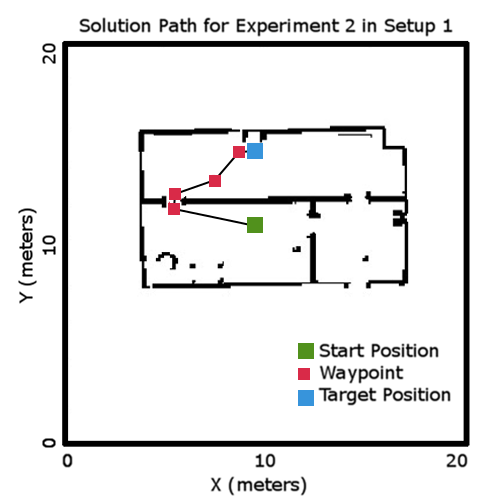 Solution Path for Experiment 2 in Setup 1
20
10
0
Y (meters)
Start Position
Waypoint
Target Position
0 10 20
X (meters)